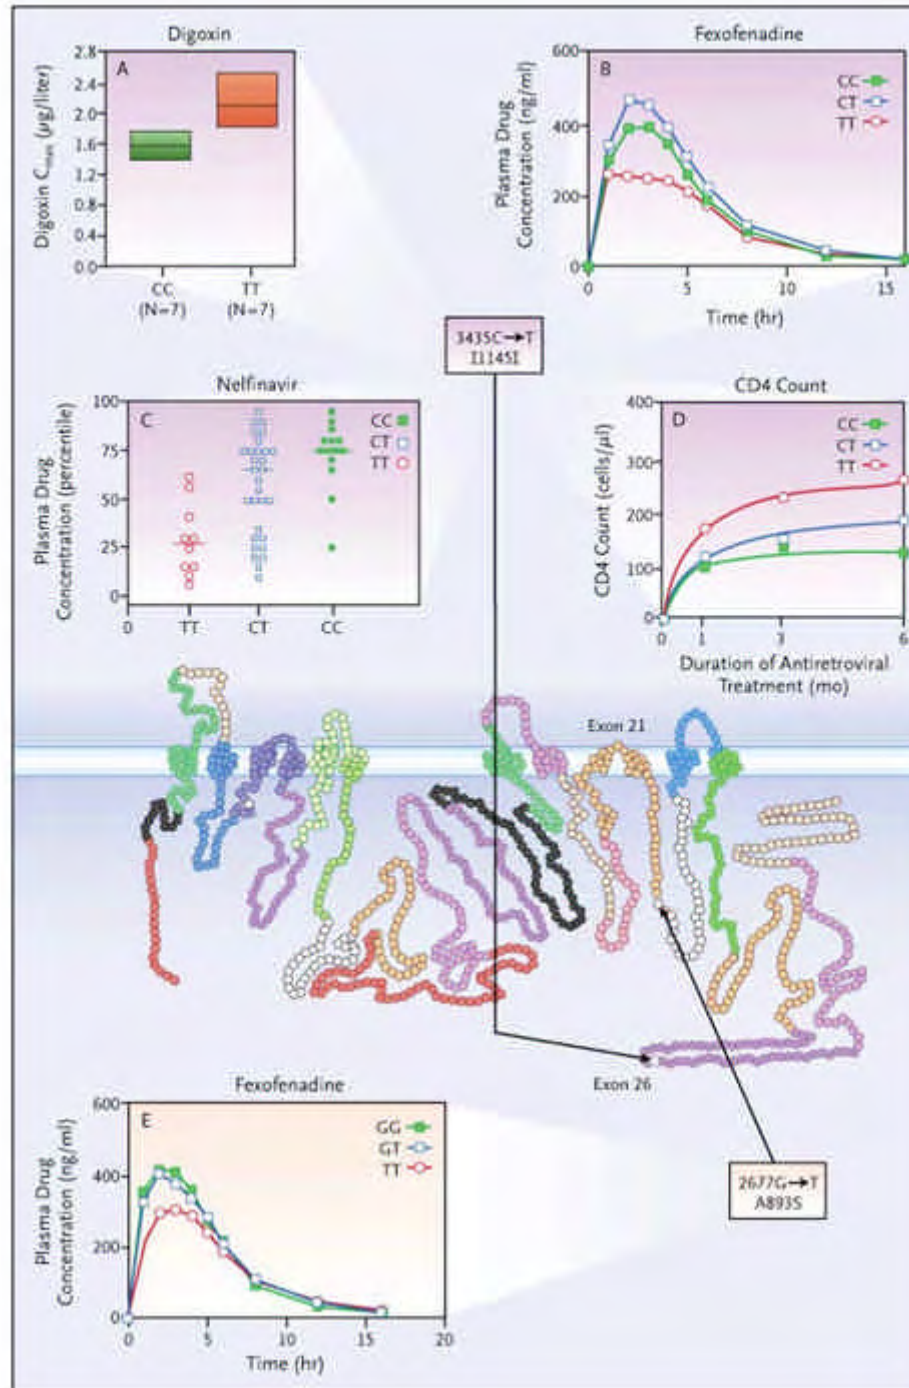 Digoxin
A
Digoxin Cmax (µg/liter)
2.8
2.4
2.0
1.6
1.2
0.8
0.4
0.0
CC
(N=7)
TT
(N=7)
Fexofenadine
B
Plasma Drug
Concentration (ng/ml)
600
400
200
0
CC
CT
TT
0 5 10 15
Time (hr)
3435C→T
I1145I
Nelfinavir
C
Plasma Drug
Concentration (percentile)
100
75
50
25
0
CC
CT
TT
0 TT CT CC
CD4 Count
D
CD4 Count (cells/µl)
400
300
200
100
0
CC
CT
TT
0 1 3 6
Duration of Antiretroviral
Treatment (mo)
Exon 21
Exon 26
Fexofenadine
E
Plasma Drug
Concentration (ng/ml)
600
400
200
0
GG
GT
TT
0 5 10 15 20
Time (hr)
2677G→T
A893S